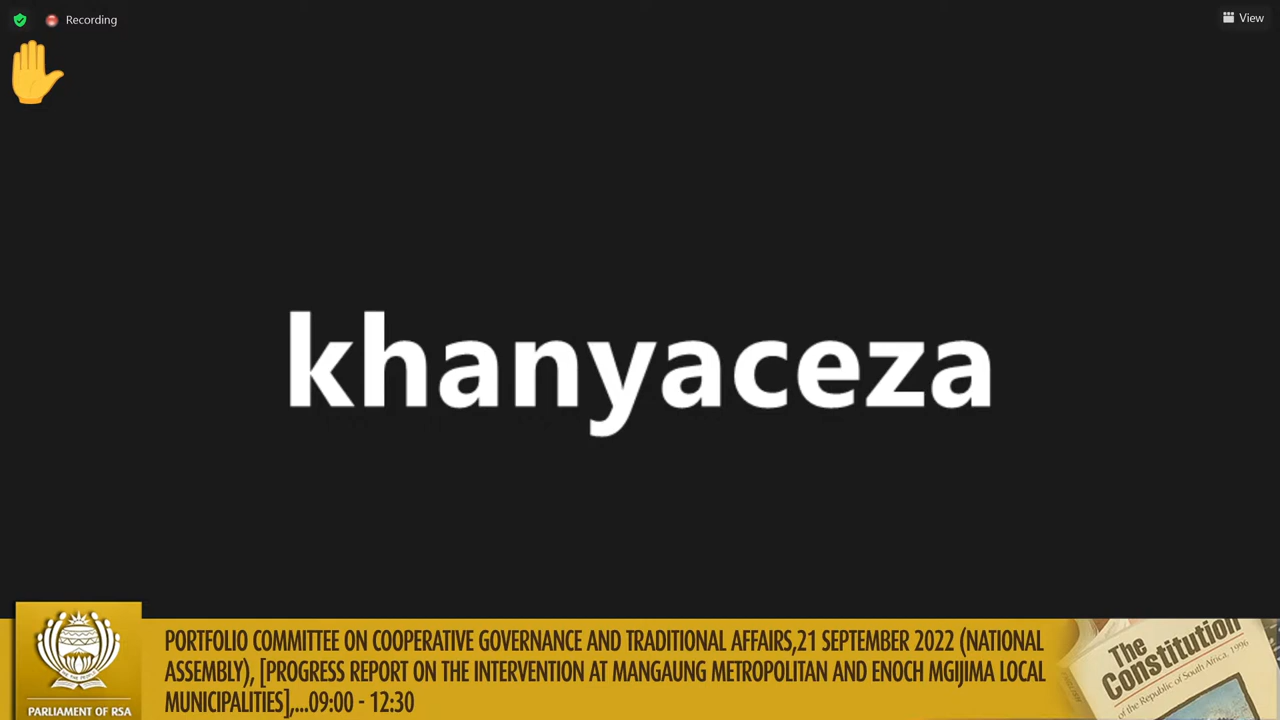 Recording
View
khanyaceza
PORTFOLIO COMMITTEE ON COOPERATIVE GOVERNANCE AND TRADITIONAL AFFAIRS,21 SEPTEMBER 2022 (NATIONAL
ASSEMBLY), [PROGRESS REPORT ON THE INTERVENTION AT MANGAUNG METROPOLITAN AND ENOCH MGIJIMA LOCAL
MUNICIPALITIES],...09:00 - 12:30
PARLIAMENT OF RSA
The
Constitution
of the Republic of South Africa, 1996